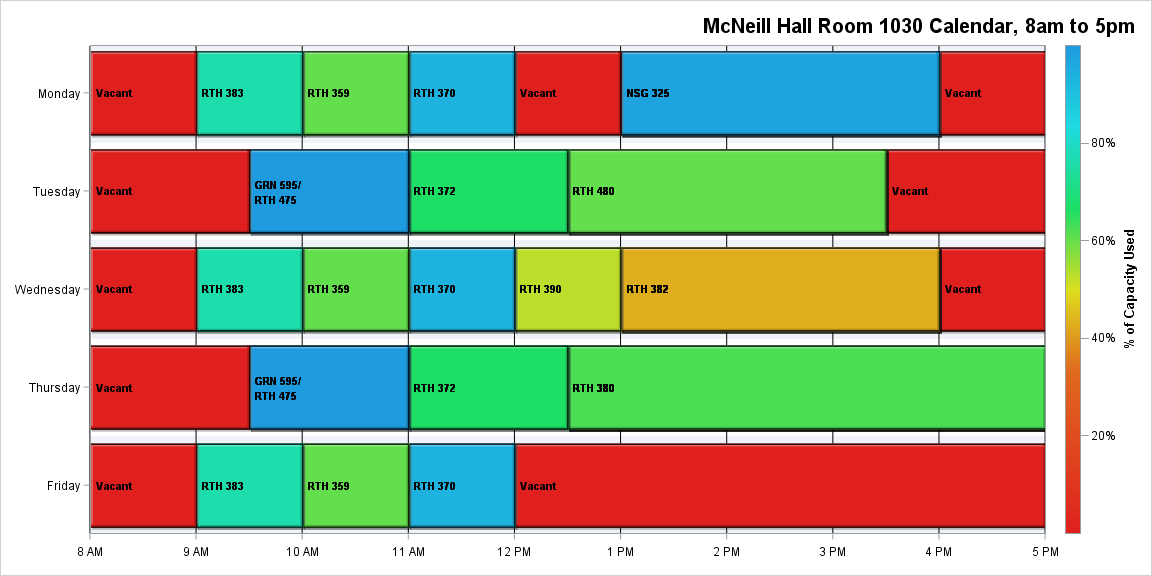 McNeill Hall Room 1030 Calendar, 8am to 5pm
Monday
Vacant
RTH 383
RTH 359
RTH 370
Vacant
NSG 325
Vacant
Tuesday
Vacant
GRN 595/
RTH 475
RTH 372
RTH 480
Vacant
Wednesday
Vacant
RTH 383
RTH 359
RTH 370
RTH 390
RTH 382
Vacant
Thursday
Vacant
GRN 595/
RTH 475
RTH 372
RTH 380
Friday
Vacant
RTH 383
RTH 359
RTH 370
Vacant
8 AM
9 AM
10 AM
11 AM
12 PM
1 PM
2 PM
3 PM
4 PM
5 PM
80%
60%
40%
20%
% of Capacity Used